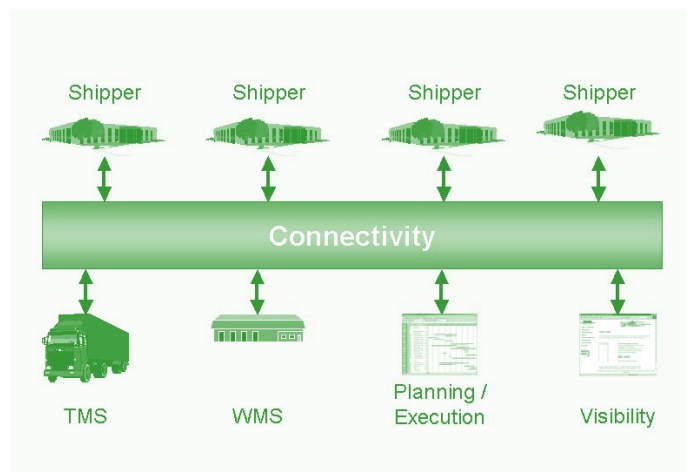 Shipper
Shipper
Shipper
Shipper
Connectivity
TMS
WMS
Planning /
Execution
Visibility